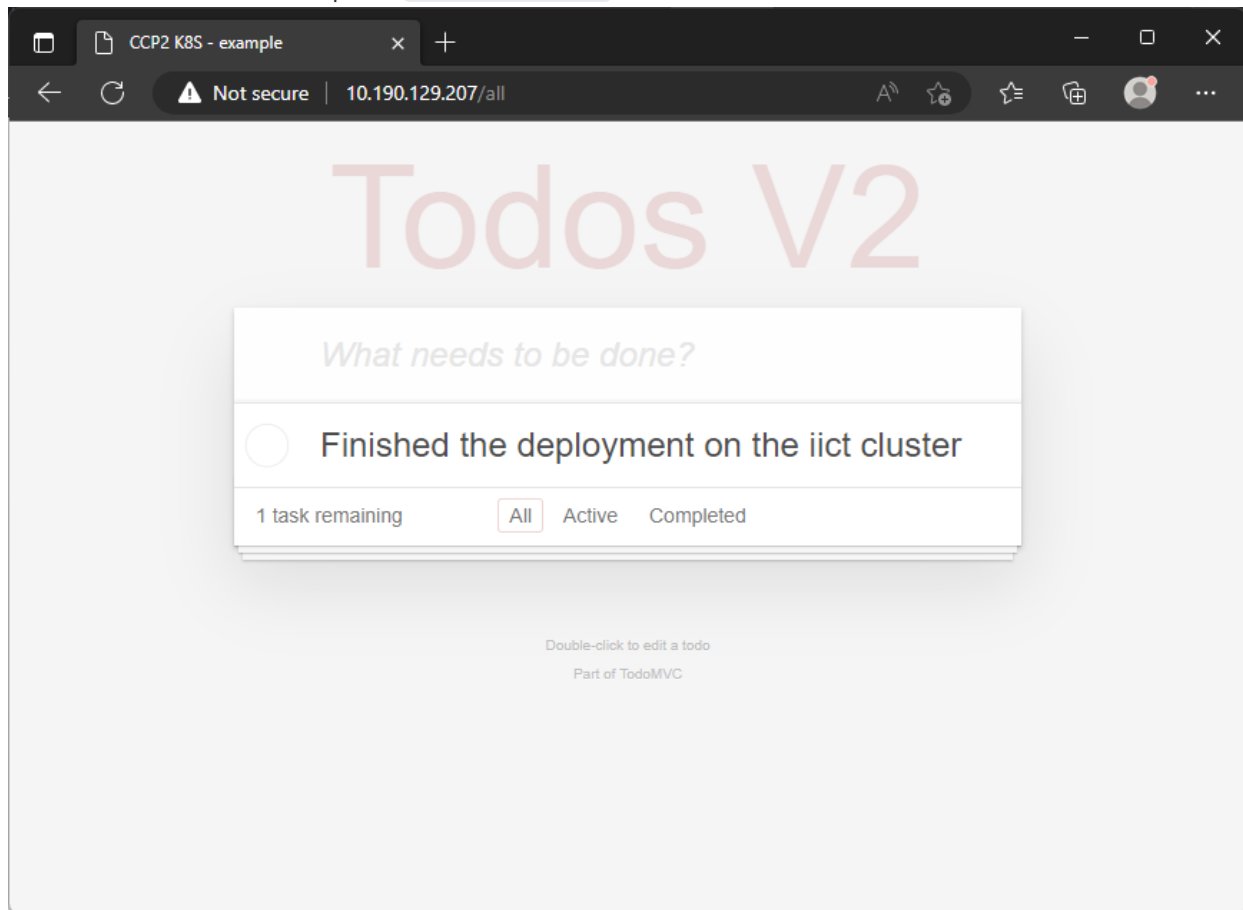 CCP2 K8S - example
Not secure 10.190.129.207/all
Todos V2
What needs to be done?
Finished the deployment on the iict cluster
1 task remaining All Active Completed
Double-click to edit a todo
Part of TodoMVC